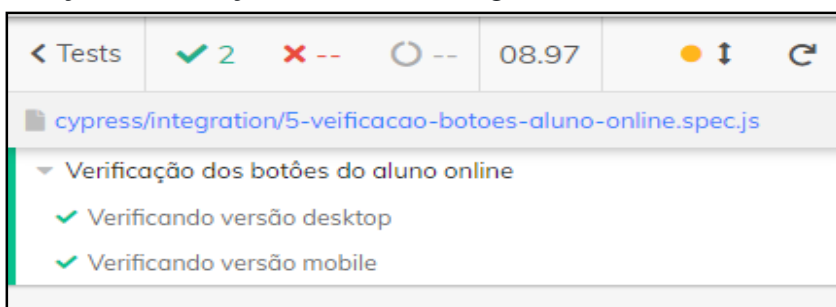 Tests 2 -- -- 08.97
cypress/integration/5-veificacao-botoes-aluno-online.spec.js
Verificação dos botôes do aluno online
Verificando versão desktop
Verificando versão mobile